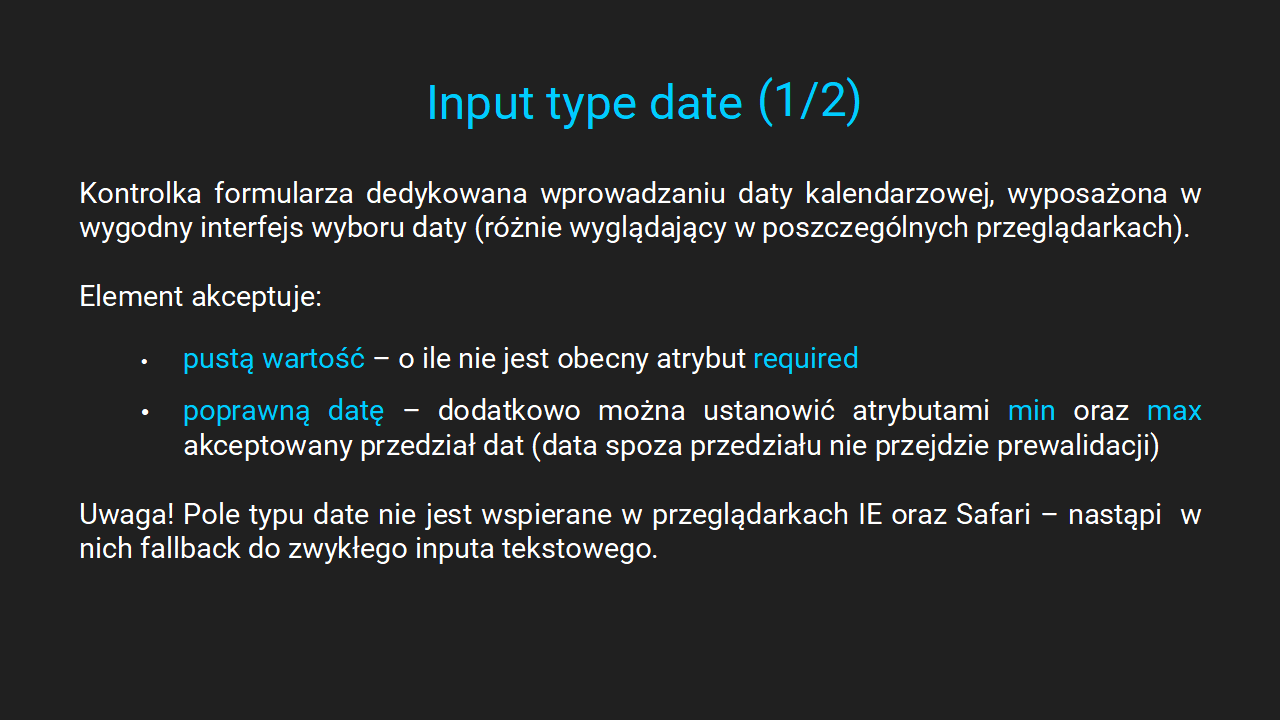 Input type date (1/2)
Kontrolka formularza dedykowana wprowadzaniu daty kalendarzowej, wyposażona w
wygodny interfejs wyboru daty (różnie wyglądający w poszczególnych przeglądarkach).
Element akceptuje:
• pustą wartość – o ile nie jest obecny atrybut required
• poprawną datę – dodatkowo można ustanowić atrybutami min oraz max
akceptowany przedział dat (data spoza przedziału nie przejdzie prewalidacji)
Uwaga! Pole typu date nie jest wspierane w przeglądarkach IE oraz Safari – nastąpi w
nich fallback do zwykłego inputa tekstowego.